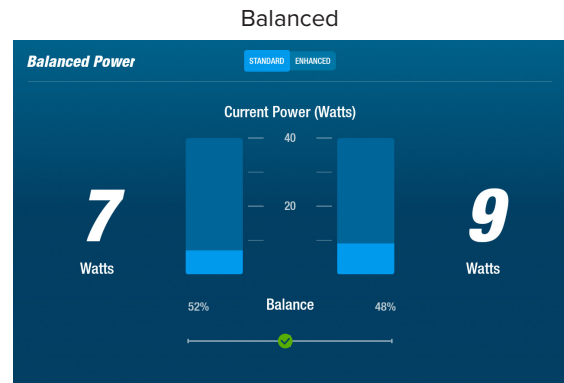 Balanced
Balanced Power
STANDARD ENHANCED
Current Power (Watts)
40
20
7
Watts
9
Watts
52% Balance 48%